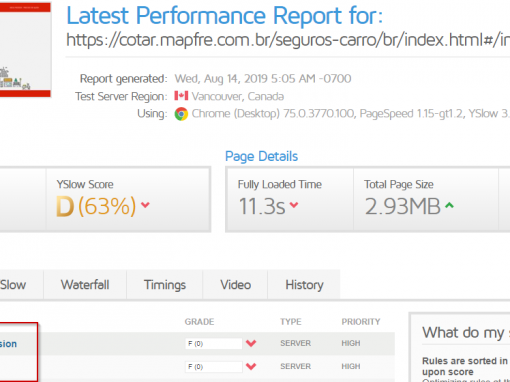 Latest Performance Report for:
https://cotar.mapfre.com.br/seguros-carro/br/index.html#/in
Report generated: Wed, Aug 14, 2019 5:05 AM -0700
Test Server Region: Vancouver, Canada
Using: Chrome (Desktop) 75.0.3770.100, PageSpeed 1.15-gt1.2, YSlow 3.
Page Details
YSlow Score
D (63%)
Fully Loaded Time
11.3s
Total Page Size
2.93MB
Slow
Waterfall
Timings
Video
History
GRADE TYPE PRIORITY
sion F (0) SERVER HIGH
F (0) SERVER HIGH
What do my s
Rules are sorted in
upon score